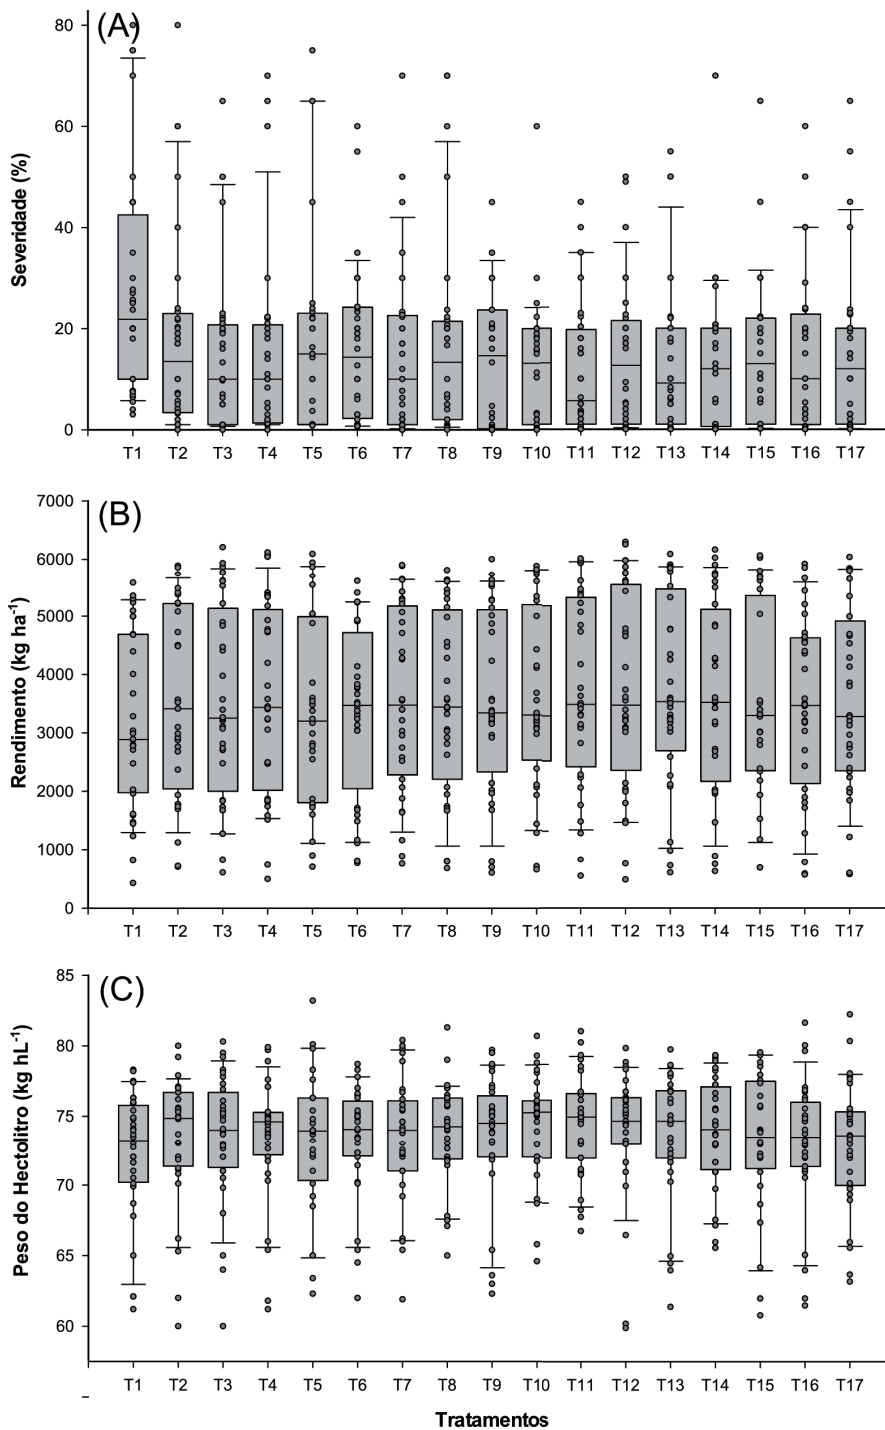 (A)
80
60
40
20
0
Severidade (%)
T1 T2 T3 T4 T5 T6 T7 T8 T9 T10 T11 T12 T13 T14 T15 T16 T17
(B)
7000
6000
5000
4000
3000
2000
1000
0
Rendimento (kg ha⁻¹)
T1 T2 T3 T4 T5 T6 T7 T8 T9 T10 T11 T12 T13 T14 T15 T16 T17
(C)
85
80
75
70
65
60
Peso do Hectolitro (kg hL⁻¹)
T1 T2 T3 T4 T5 T6 T7 T8 T9 T10 T11 T12 T13 T14 T15 T16 T17
Tratamentos